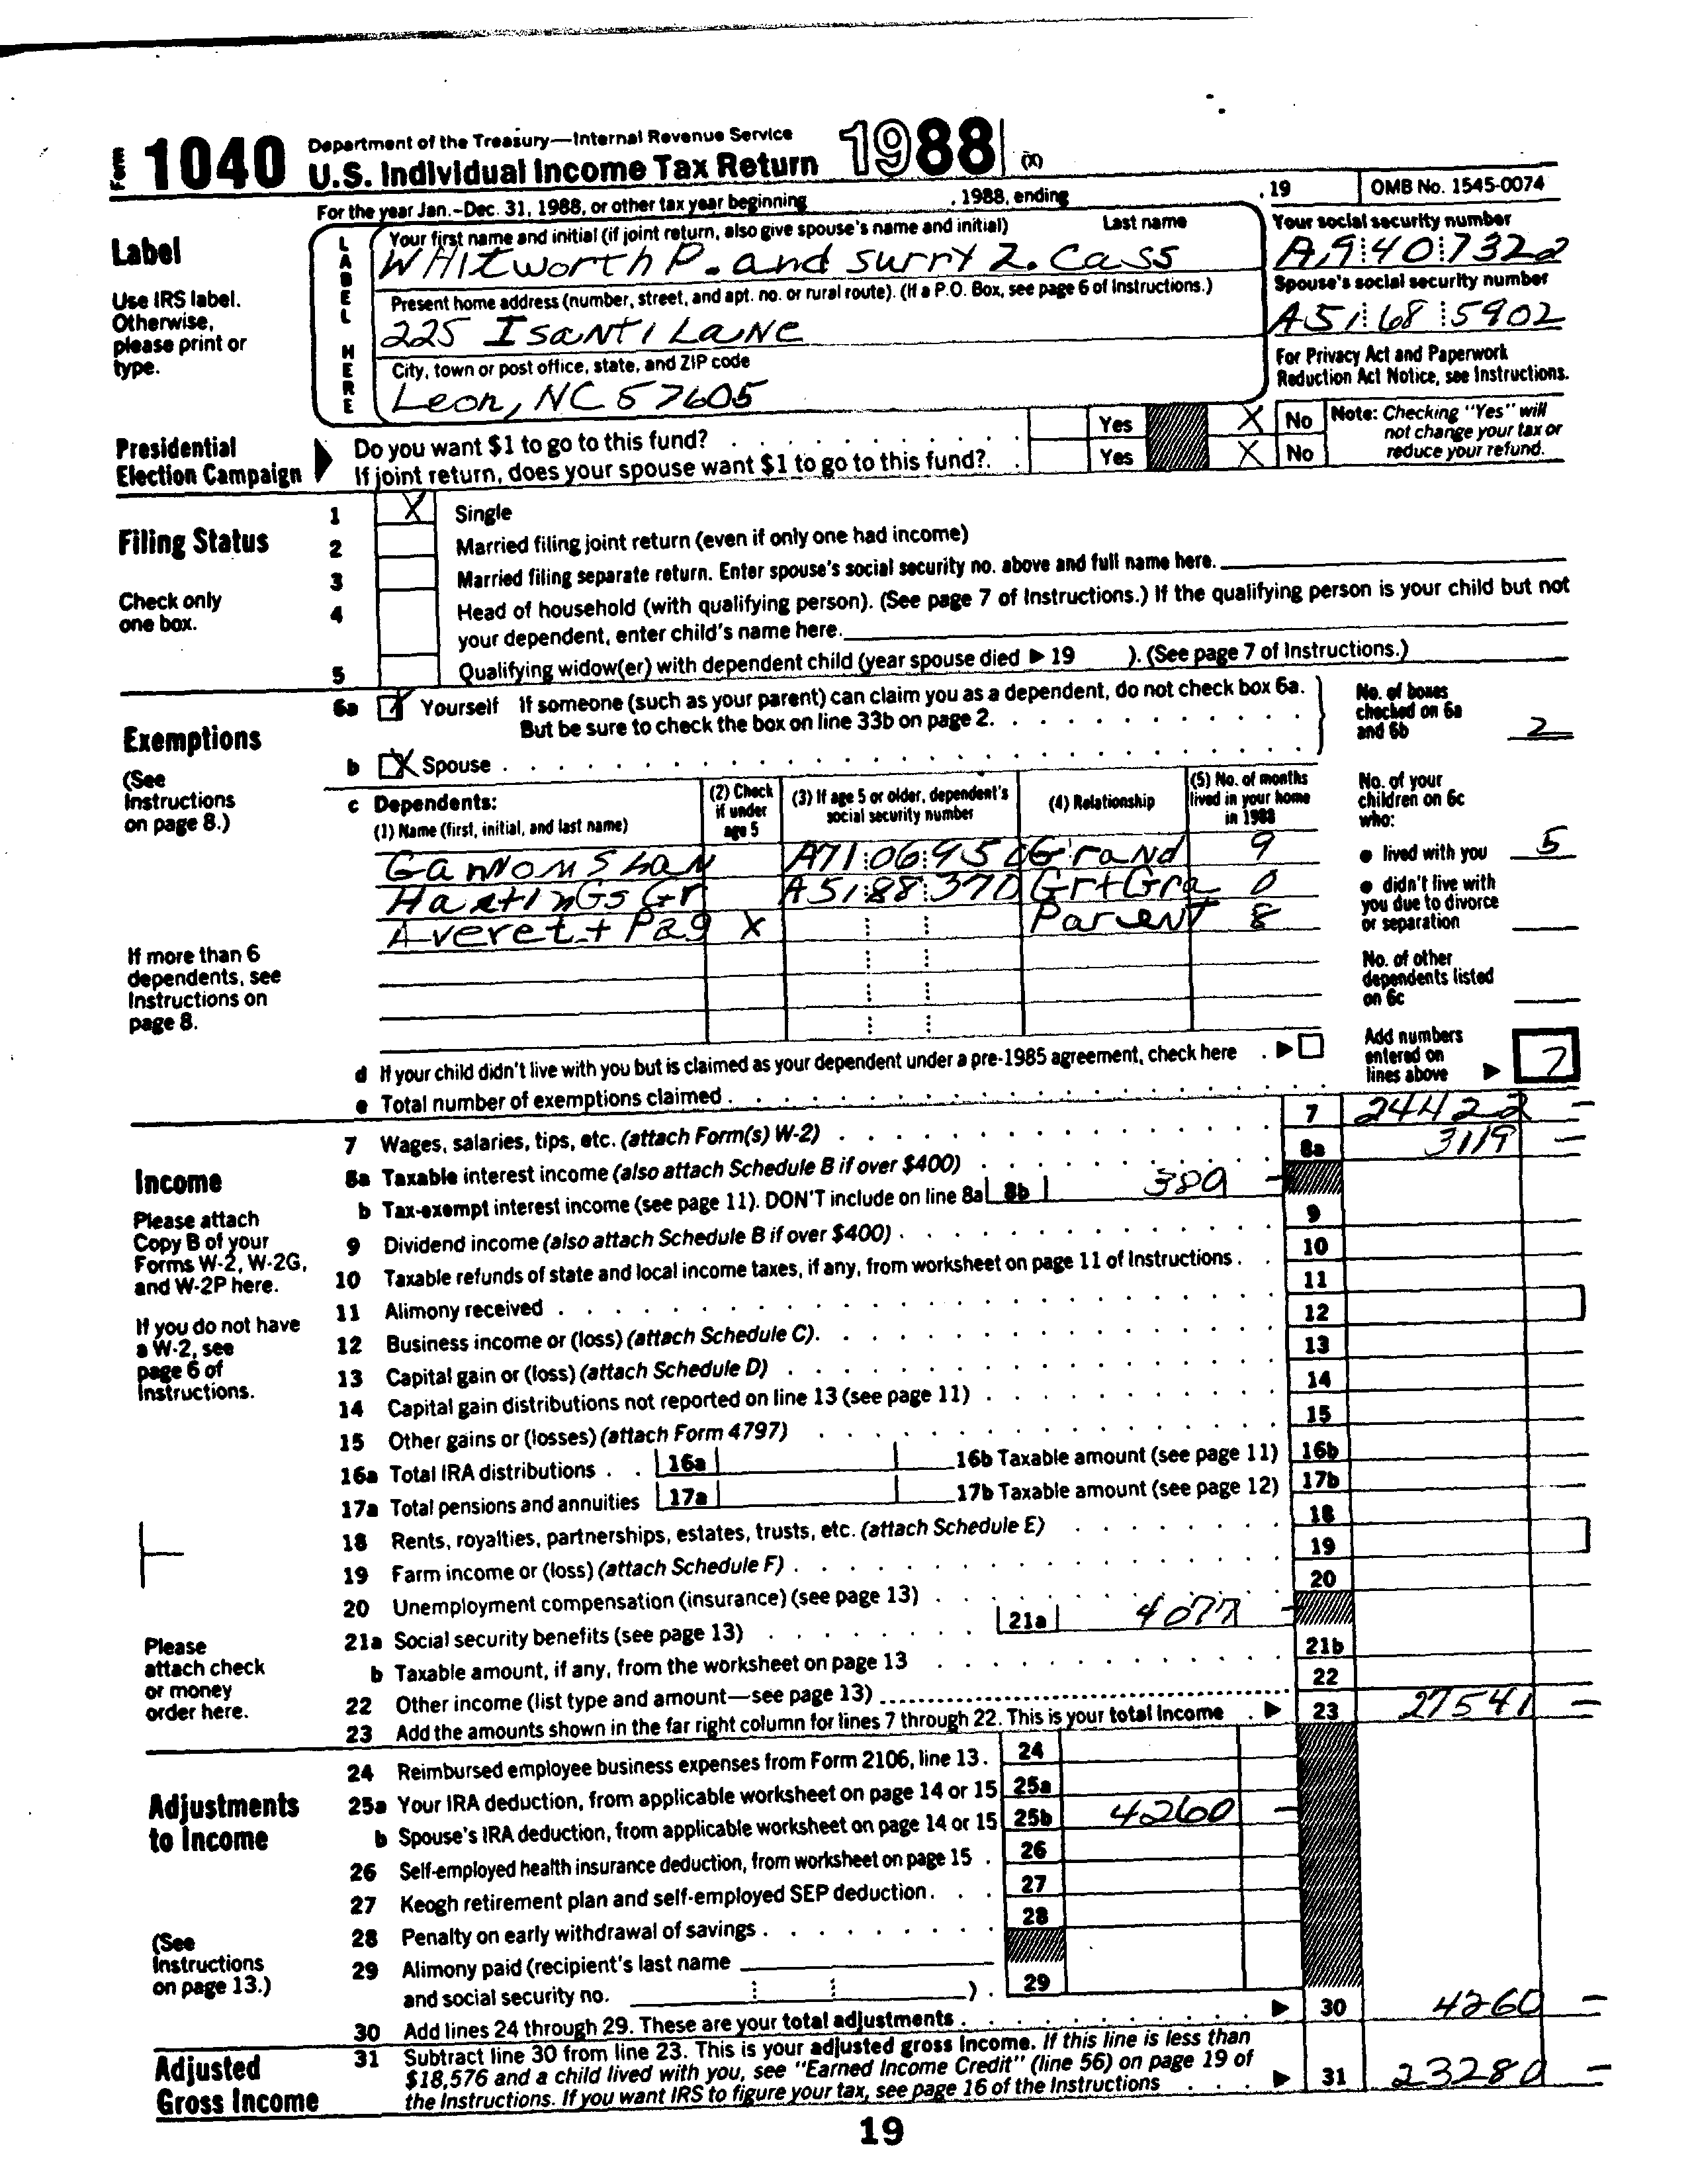 Form 1040 Department of the Treasury—Internal Revenue Service
U.S. Individual Income Tax Return 1988 (X)
For the year Jan.-Dec. 31, 1988, or other tax year beginning , 1988, ending , 19 OMB No. 1545-0074
Label
Use IRS label.
Otherwise,
please print or
type.
LABEL HERE
Your first name and initial (if joint return, also give spouse's name and initial) Last name
Whitworth P. and Surry Z. Cass
Your social security number
A,9 40 7322
Present home address (number, street, and apt. no. or rural route). (If a P.O. Box, see page 6 of Instructions.)
225 Isanti Lane
Spouse's social security number
A51 68 5902
City, town or post office, state, and ZIP code
Leon, NC 57605
For Privacy Act and Paperwork
Reduction Act Notice, see Instructions.
Presidential
Election Campaign
Do you want $1 to go to this fund? Yes X No
If joint return, does your spouse want $1 to go to this fund?. Yes X No
Note: Checking "Yes" will
not change your tax or
reduce your refund.
Filing Status
Check only
one box.
1 X Single
2 Married filing joint return (even if only one had income)
3 Married filing separate return. Enter spouse's social security no. above and full name here.
4 Head of household (with qualifying person). (See page 7 of Instructions.) If the qualifying person is your child but not
your dependent, enter child's name here.
5 Qualifying widow(er) with dependent child (year spouse died ▶ 19 ). (See page 7 of Instructions.)
Exemptions
(See
Instructions
on page 8.)
6a X Yourself If someone (such as your parent) can claim you as a dependent, do not check box 6a.
But be sure to check the box on line 33b on page 2.
b X Spouse
No. of boxes
checked on 6a
and 6b 2
c Dependents:
(1) Name (first, initial, and last name)
(2) Check
if under
age 5
(3) If age 5 or older, dependent's
social security number
(4) Relationship
(5) No. of months
lived in your home
in 1988
Gannon Shan A71 06 95 Grand 9
Hastings Gr A51 88 370 Gr+Gra 0
Averett Pag X Parent 8
If more than 6
dependents, see
Instructions on
page 8.
No. of your
children on 6c
who:
● lived with you 5
● didn't live with
you due to divorce
or separation
No. of other
dependents listed
on 6c
Add numbers
entered on
lines above ▶ 7
d If your child didn't live with you but is claimed as your dependent under a pre-1985 agreement, check here ▶
e Total number of exemptions claimed
Income
Please attach
Copy B of your
Forms W-2, W-2G,
and W-2P here.
If you do not have
a W-2, see
page 6 of
Instructions.
Please
attach check
or money
order here.
7 Wages, salaries, tips, etc. (attach Form(s) W-2) 7 24422 —
8a Taxable interest income (also attach Schedule B if over $400) 8a 3119 —
b Tax-exempt interest income (see page 11). DON'T include on line 8a 8b 380 —
9 Dividend income (also attach Schedule B if over $400) 9
10 Taxable refunds of state and local income taxes, if any, from worksheet on page 11 of Instructions 10
11 Alimony received 11
12 Business income or (loss) (attach Schedule C) 12
13 Capital gain or (loss) (attach Schedule D) 13
14 Capital gain distributions not reported on line 13 (see page 11) 14
15 Other gains or (losses) (attach Form 4797) 15
16a Total IRA distributions 16a 16b Taxable amount (see page 11) 16b
17a Total pensions and annuities 17a 17b Taxable amount (see page 12) 17b
18 Rents, royalties, partnerships, estates, trusts, etc. (attach Schedule E) 18
19 Farm income or (loss) (attach Schedule F) 19
20 Unemployment compensation (insurance) (see page 13) 20
21a Social security benefits (see page 13) 21a 4077 —
b Taxable amount, if any, from the worksheet on page 13 21b
22 Other income (list type and amount—see page 13) 22
23 Add the amounts shown in the far right column for lines 7 through 22. This is your total income ▶ 23 27541 —
Adjustments
to Income
(See
Instructions
on page 13.)
24 Reimbursed employee business expenses from Form 2106, line 13. 24
25a Your IRA deduction, from applicable worksheet on page 14 or 15 25a
b Spouse's IRA deduction, from applicable worksheet on page 14 or 15 25b 4260 —
26 Self-employed health insurance deduction, from worksheet on page 15 26
27 Keogh retirement plan and self-employed SEP deduction 27
28 Penalty on early withdrawal of savings 28
29 Alimony paid (recipient's last name
and social security no. ) 29
30 Add lines 24 through 29. These are your total adjustments ▶ 30 4260 —
Adjusted
Gross Income
31 Subtract line 30 from line 23. This is your adjusted gross income. If this line is less than
$18,576 and a child lived with you, see "Earned Income Credit" (line 56) on page 19 of
the Instructions. If you want IRS to figure your tax, see page 16 of the Instructions ▶ 31 23280 —
19